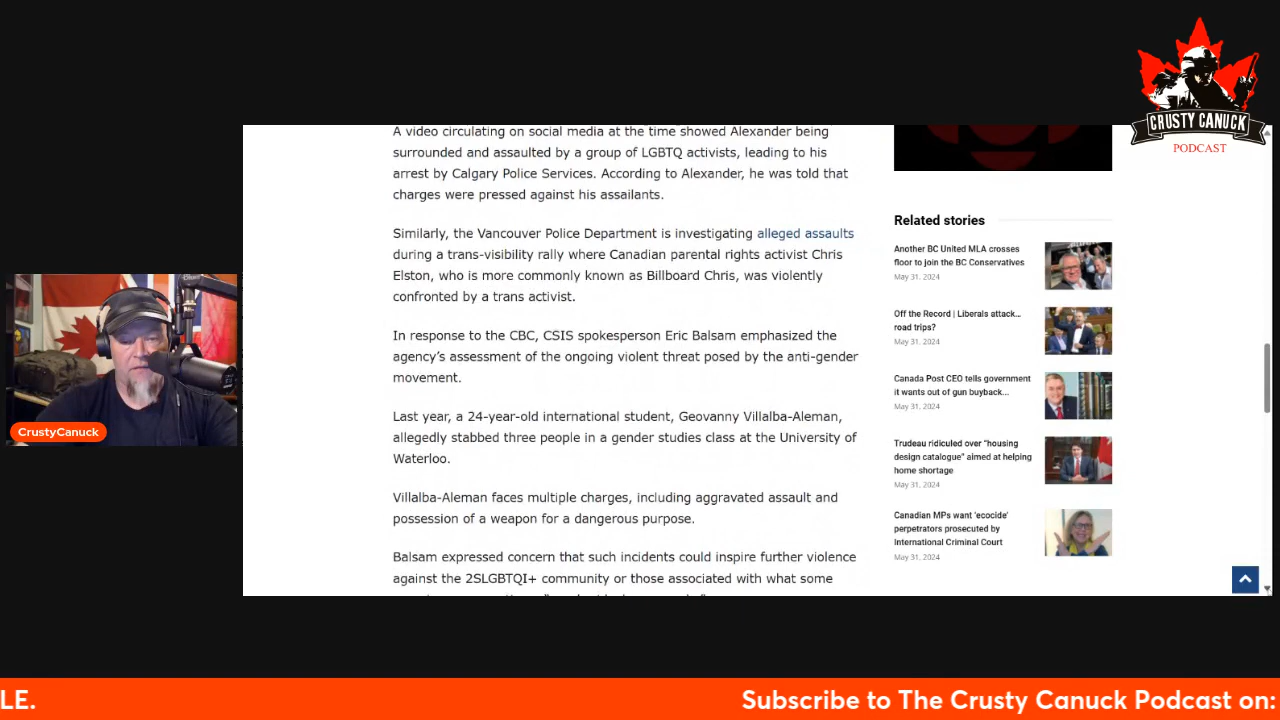 CRUSTY CANUCK
PODCAST
A video circulating on social media at the time showed Alexander being
surrounded and assaulted by a group of LGBTQ activists, leading to his
arrest by Calgary Police Services. According to Alexander, he was told that
charges were pressed against his assailants.
Similarly, the Vancouver Police Department is investigating alleged assaults
during a trans-visibility rally where Canadian parental rights activist Chris
Elston, who is more commonly known as Billboard Chris, was violently
confronted by a trans activist.
In response to the CBC, CSIS spokesperson Eric Balsam emphasized the
agency's assessment of the ongoing violent threat posed by the anti-gender
movement.
Last year, a 24-year-old international student, Geovanny Villalba-Aleman,
allegedly stabbed three people in a gender studies class at the University of
Waterloo.
Villalba-Aleman faces multiple charges, including aggravated assault and
possession of a weapon for a dangerous purpose.
Balsam expressed concern that such incidents could inspire further violence
against the 2SLGBTQI+ community or those associated with what some
Related stories
Another BC United MLA crosses
floor to join the BC Conservatives
May 31, 2024
Off the Record | Liberals attack...
road trips?
May 31, 2024
Canada Post CEO tells government
it wants out of gun buyback...
May 31, 2024
Trudeau ridiculed over "housing
design catalogue" aimed at helping
home shortage
May 31, 2024
Canadian MPs want 'ecocide'
perpetrators prosecuted by
International Criminal Court
May 31, 2024
CrustyCanuck
LE.
Subscribe to The Crusty Canuck Podcast on: